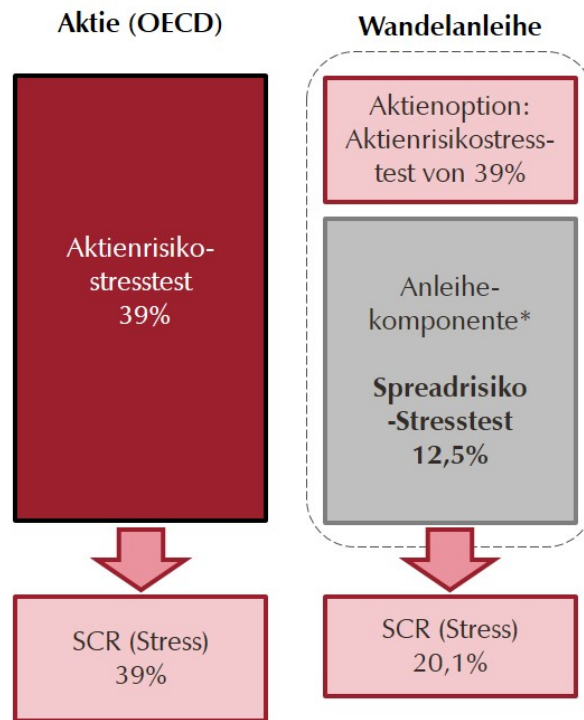 Aktie (OECD)
Aktienrisiko-
stresstest
39%
SCR (Stress)
39%
Wandelanleihe
Aktienoption:
Aktienrisikostress-
test von 39%
Anleihe-
komponente*
Spreadrisiko
-Stresstest
12,5%
SCR (Stress)
20,1%